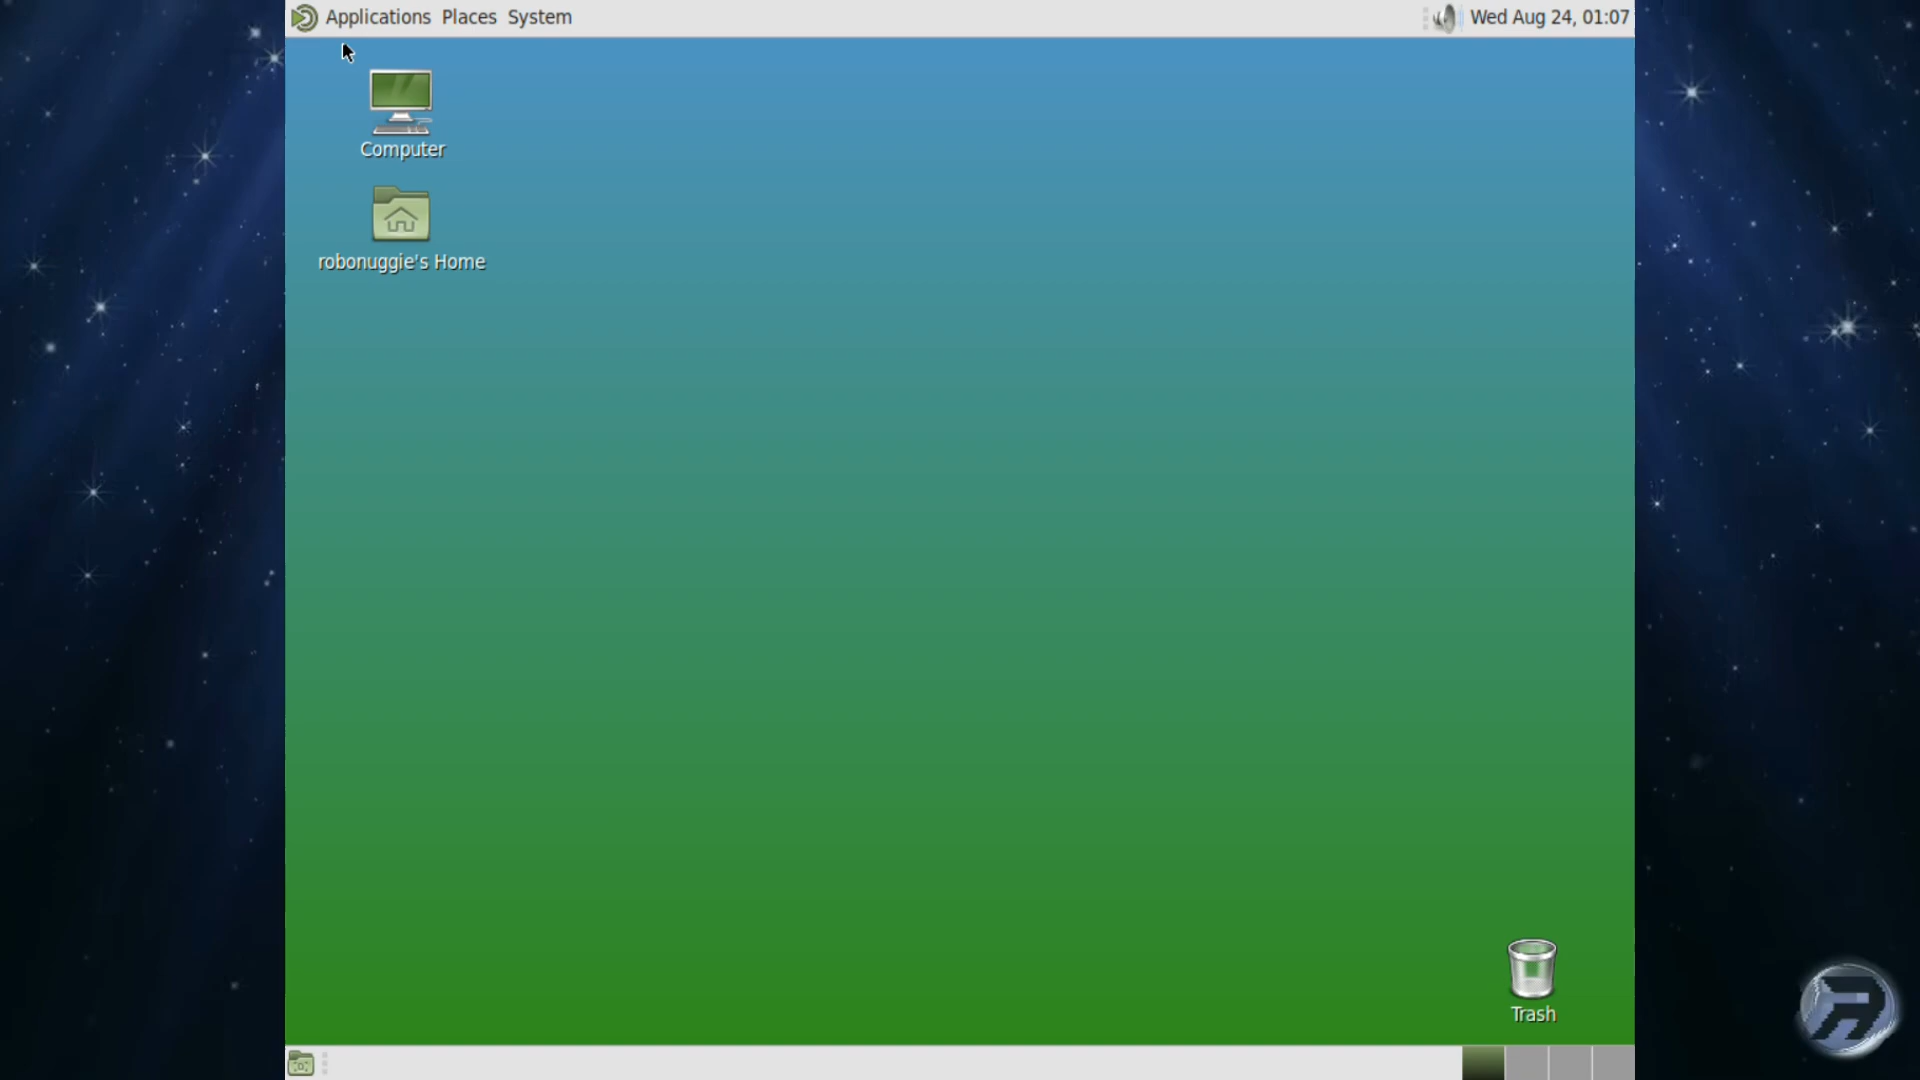 Applications Places System
Wed Aug 24, 01:07
Computer
robonuggie's Home
Trash